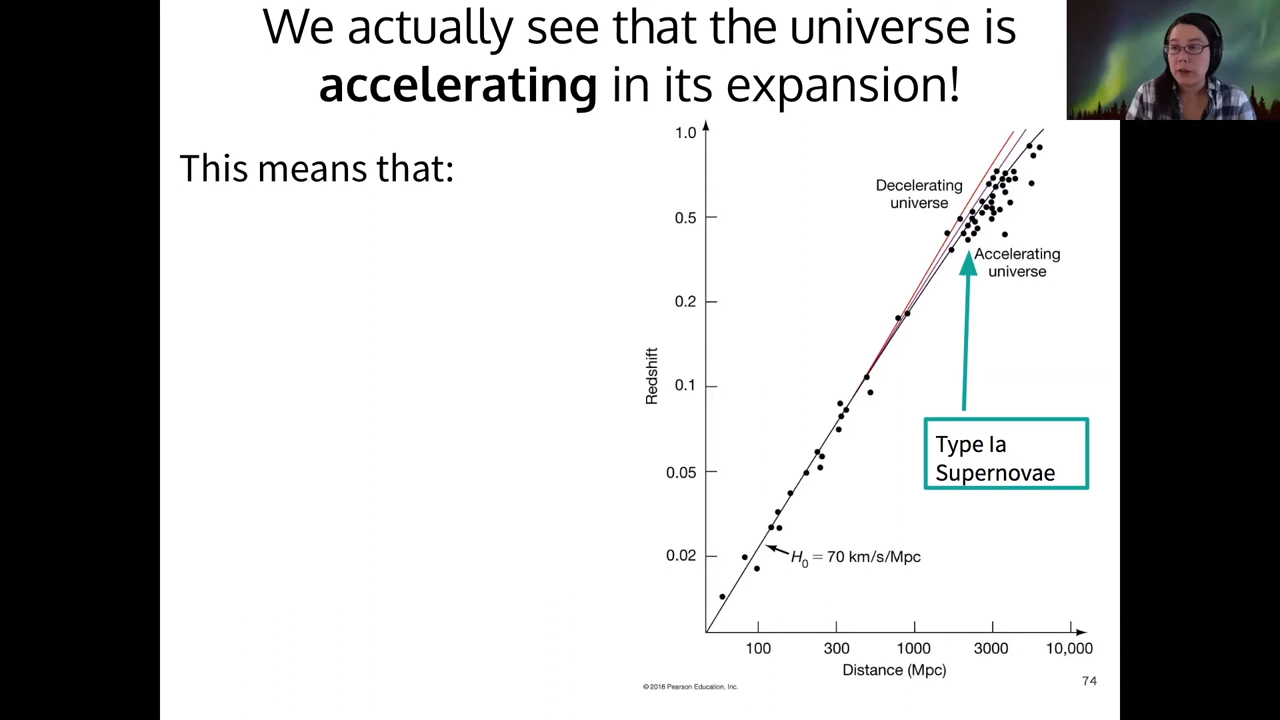 We actually see that the universe is
accelerating in its expansion!
This means that:
1.0
0.5
0.2
0.1
0.05
0.02
Redshift
Decelerating
universe
Accelerating
universe
Type Ia
Supernovae
H0 = 70 km/s/Mpc
100
300
1000
3000
10,000
Distance (Mpc)
© 2018 Pearson Education, Inc.
74